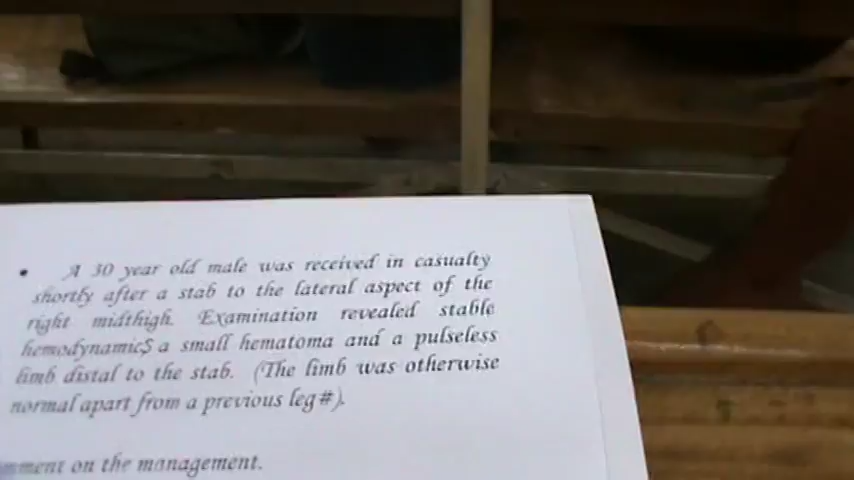 • A 30 year old male was received in casualty
shortly after a stab to the lateral aspect of the
right midthigh. Examination revealed stable
hemodynamic$ a small hematoma and a pulseless
limb distal to the stab. (The limb was otherwise
normal apart from a previous leg#).
on the management.